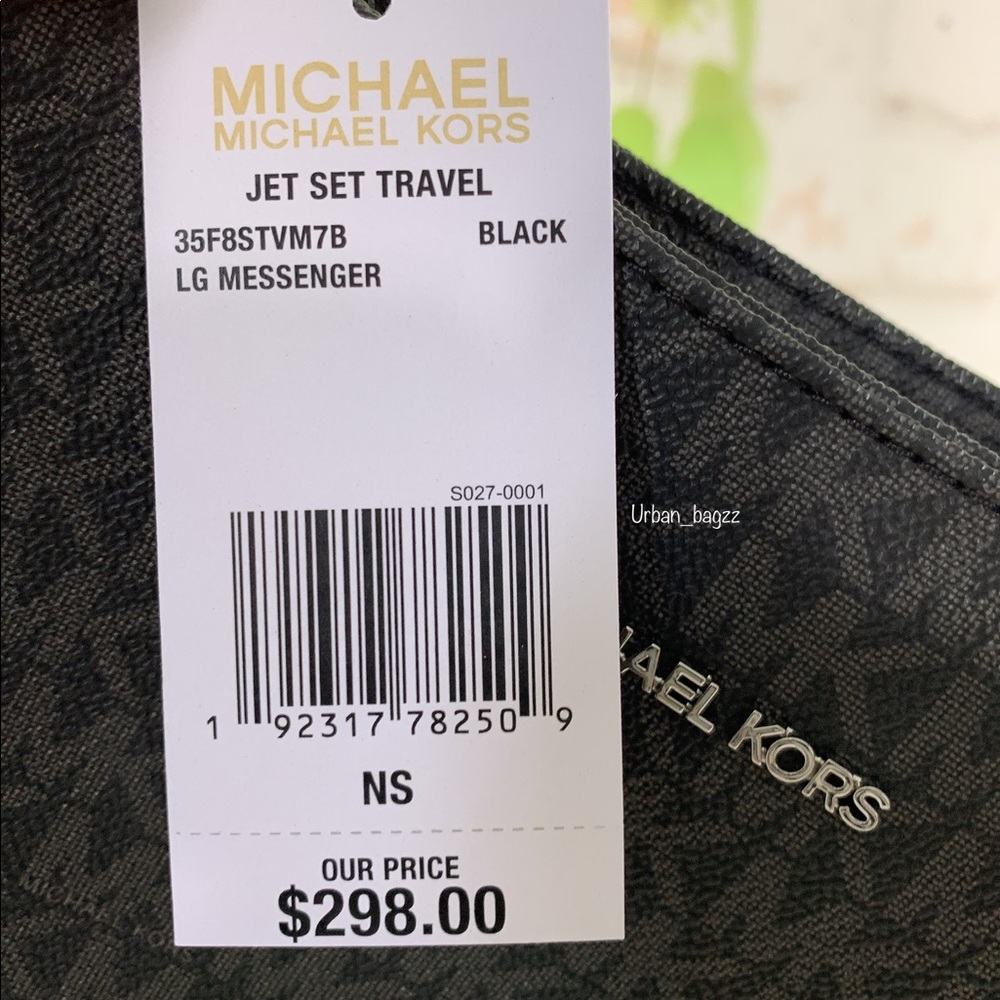 MICHAEL
MICHAEL KORS
JET SET TRAVEL
35F8STVM7B BLACK
LG MESSENGER
S027-0001
1 92317 78250 9
NS
OUR PRICE
$298.00
Urban_bagzz
AEL KORS